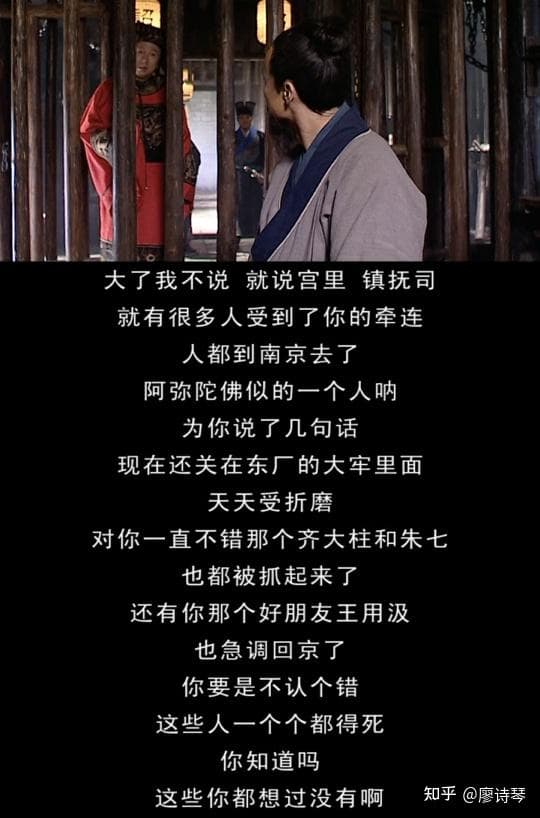 大了我不说 就说宫里 镇抚司
就有很多人受到了你的牵连
人都到南京去了
阿弥陀佛似的一个人呐
为你说了几句话
现在还关在东厂的大牢里面
天天受折磨
对你一直不错那个齐大柱和朱七
也都被抓起来了
还有你那个好朋友王用汲
也急调回京了
你要是不认个错
这些人一个个都得死
你知道吗
这些你都想过没有啊
知乎 @廖诗琴